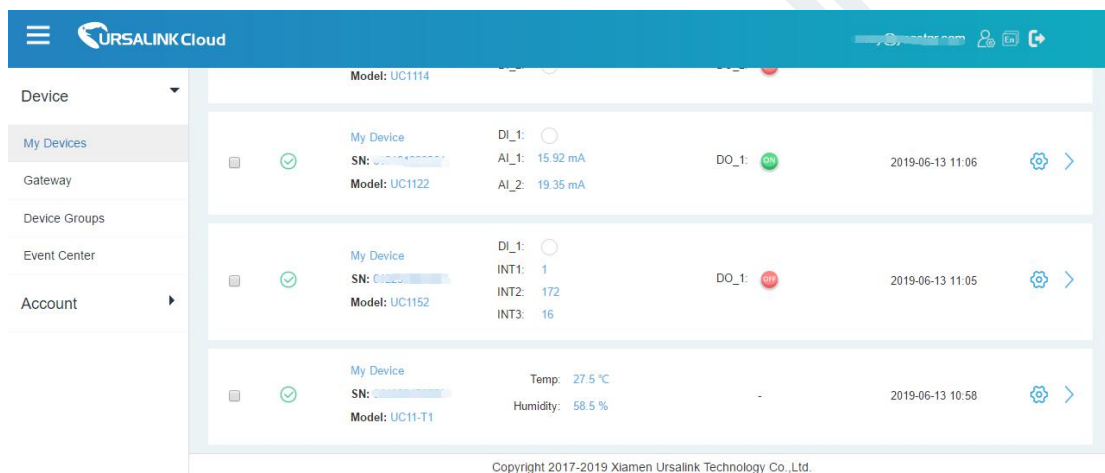 URSALINK Cloud
En
Device
My Devices
Gateway
Device Groups
Event Center
Account
Model: UC1114
My Device
SN:
Model: UC1122
DI_1:
AI_1: 15.92 mA
AI_2: 19.35 mA
DO_1: ON
2019-06-13 11:06
My Device
SN:
Model: UC1152
DI_1:
INT1: 1
INT2: 172
INT3: 16
DO_1: OFF
2019-06-13 11:05
My Device
SN:
Model: UC11-T1
Temp: 27.5 ℃
Humidity: 58.5 %
-
2019-06-13 10:58
Copyright 2017-2019 Xiamen Ursalink Technology Co.,Ltd.